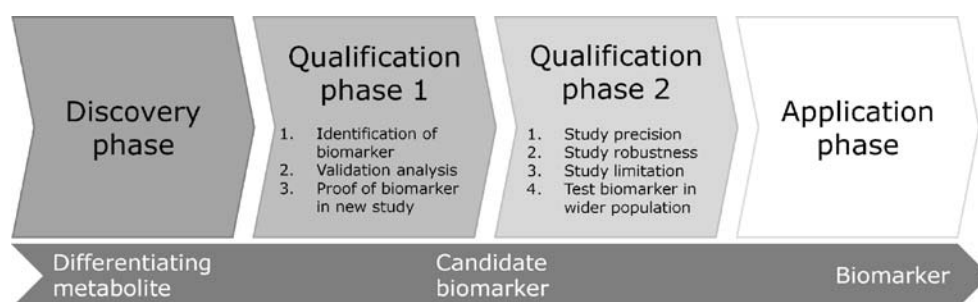 Discovery
phase
Qualification
phase 1
1. Identification of
biomarker
2. Validation analysis
3. Proof of biomarker
in new study
Qualification
phase 2
1. Study precision
2. Study robustness
3. Study limitation
4. Test biomarker in
wider population
Application
phase
Differentiating
metabolite
Candidate
biomarker
Biomarker